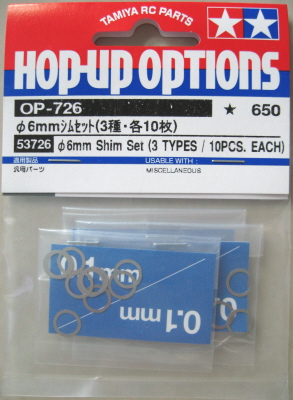 TAMIYA RC PARTS
HOP-UP OPTIONS
OP-726
★ 650
φ6mmシムセット(3種・各10枚)
53726 φ6mm Shim Set (3 TYPES / 10PCS. EACH)
適用製品 USABLE WITH :
汎用パーツ MISCELLANEOUS
0.1mm
0.1mm